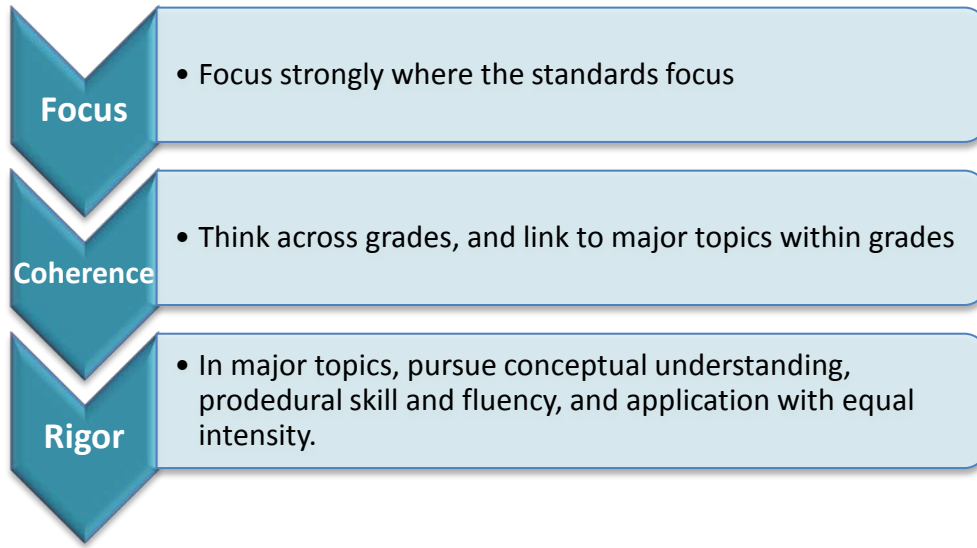 Focus
• Focus strongly where the standards focus
Coherence
• Think across grades, and link to major topics within grades
Rigor
• In major topics, pursue conceptual understanding,
prodedural skill and fluency, and application with equal
intensity.